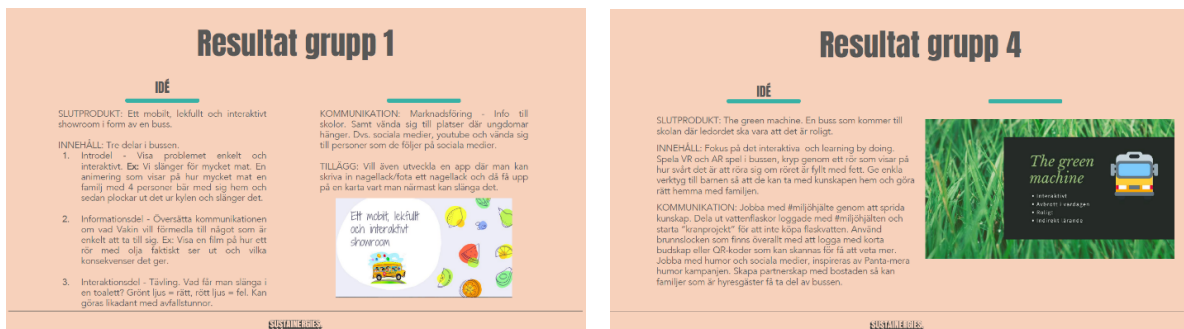 Resultat grupp 1
IDÉ
SLUTPRODUKT: Ett mobilt, lekfullt och interaktivt
showroom i form av en buss.
INNEHÅLL: Tre delar i bussen.
1. Introdel - Visa problemet enkelt och
interaktivt. Ex: Vi slänger för mycket mat. En
animering som visar på hur mycket mat en
familj med 4 personer bär med sig hem och
sedan plockar ut det ur kylen och slänger det.
2. Informationsdel - Översätta kommunikationen
om vad Vakin vill förmedla till något som är
enkelt att ta till sig. Ex: Visa en film på hur ett
rör med olja faktiskt ser ut och vilka
konsekvenser det ger.
3. Interaktionsdel - Tävling. Vad får man slänga i
en toalett? Grönt ljus = rätt, rött ljus = fel. Kan
göras likadant med avfallstunnor.
KOMMUNIKATION: Marknadsföring - Info till
skolor. Samt vända sig till platser där ungdomar
hänger. Dvs. sociala medier, youtube och vända sig
till personer som de följer på sociala medier.
TILLÄGG: Vill även utveckla en app där man kan
skriva in nagellack/fota ett nagellack och då få upp
på en karta vart man närmast kan slänga det.
Ett mobilt, lekfullt
och interaktivt
showroom
SUSTAINERGIES
Resultat grupp 4
IDÉ
SLUTPRODUKT: The green machine. En buss som kommer till
skolan där ledordet ska vara att det är roligt.
INNEHÅLL: Fokus på det interaktiva och learning by doing.
Spela VR och AR spel i bussen, kryp genom ett rör som visar på
hur svårt det är att röra sig om röret är fyllt med fett. Ge enkla
verktyg till barnen så att de kan ta med kunskapen hem och göra
rätt hemma med familjen.
KOMMUNIKATION: Jobba med #miljöhjälte genom att sprida
kunskap. Dela ut vattenflaskor loggade med #miljöhjälten och
starta "kranprojekt" för att inte köpa flaskvatten. Använd
brunnslocken som finns överallt med att logga med korta
budskap eller QR-koder som kan skannas för få att veta mer.
Jobba med humor och sociala medier, inspireras av Panta-mera
humor kampanjen. Skapa partnerskap med bostaden så kan
familjer som är hyresgäster få ta del av bussen.
The green
machine
• Interaktivt
• Avbrott i vardagen
• Roligt
• Indirekt lärande
SUSTAINERGIES